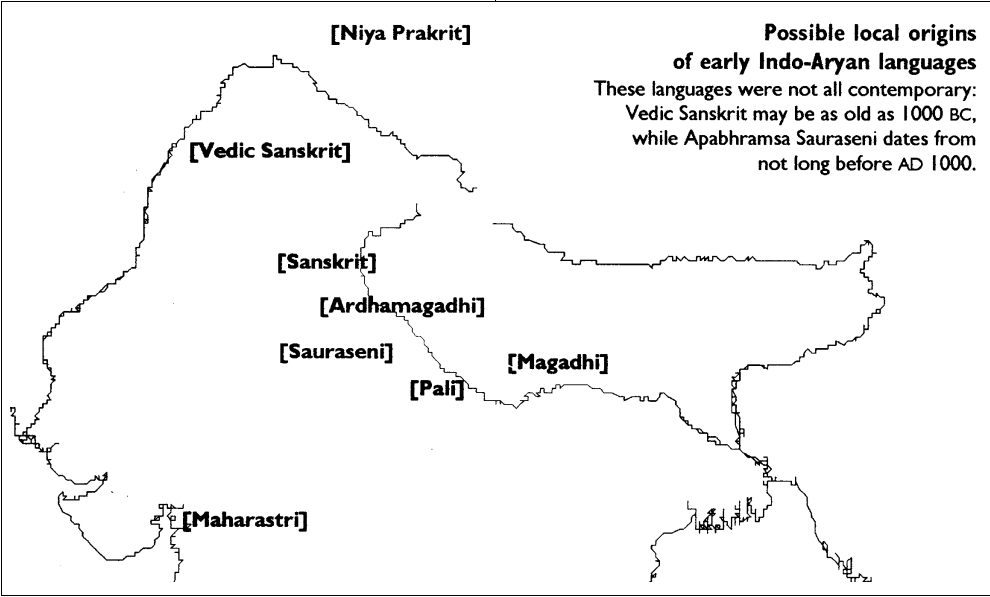 [Niya Prakrit]
Possible local origins
of early Indo-Aryan languages
These languages were not all contemporary:
Vedic Sanskrit may be as old as 1000 BC,
while Apabhramsa Sauraseni dates from
not long before AD 1000.
[Vedic Sanskrit]
[Sanskrit]
[Ardhamagadhi]
[Sauraseni]
[Magadhi]
[Pali]
[Maharastri]